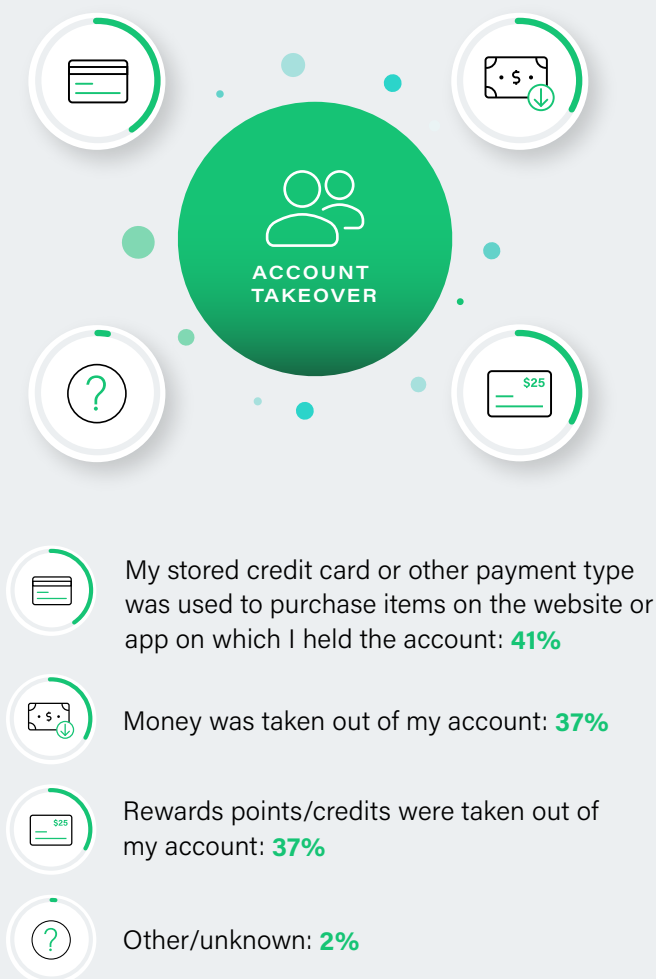 $
ACCOUNT
TAKEOVER
?
$25
My stored credit card or other payment type
was used to purchase items on the website or
app on which I held the account: 41%
$
Money was taken out of my account: 37%
$25
Rewards points/credits were taken out of
my account: 37%
?
Other/unknown: 2%